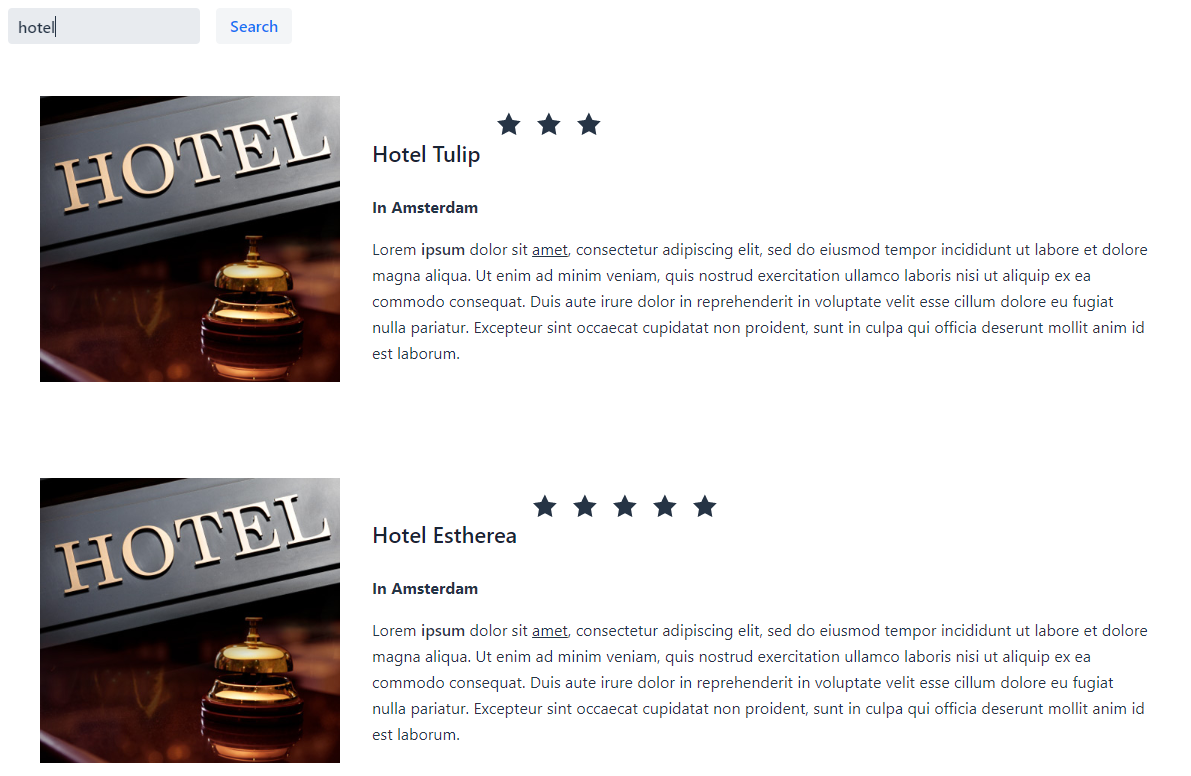 hotel Search
HOTEL
Hotel Tulip
In Amsterdam
Lorem ipsum dolor sit amet, consectetur adipiscing elit, sed do eiusmod tempor incididunt ut labore et dolore
magna aliqua. Ut enim ad minim veniam, quis nostrud exercitation ullamco laboris nisi ut aliquip ex ea
commodo consequat. Duis aute irure dolor in reprehenderit in voluptate velit esse cillum dolore eu fugiat
nulla pariatur. Excepteur sint occaecat cupidatat non proident, sunt in culpa qui officia deserunt mollit anim id
est laborum.
HOTEL
Hotel Estherea
In Amsterdam
Lorem ipsum dolor sit amet, consectetur adipiscing elit, sed do eiusmod tempor incididunt ut labore et dolore
magna aliqua. Ut enim ad minim veniam, quis nostrud exercitation ullamco laboris nisi ut aliquip ex ea
commodo consequat. Duis aute irure dolor in reprehenderit in voluptate velit esse cillum dolore eu fugiat
nulla pariatur. Excepteur sint occaecat cupidatat non proident, sunt in culpa qui officia deserunt mollit anim id
est laborum.